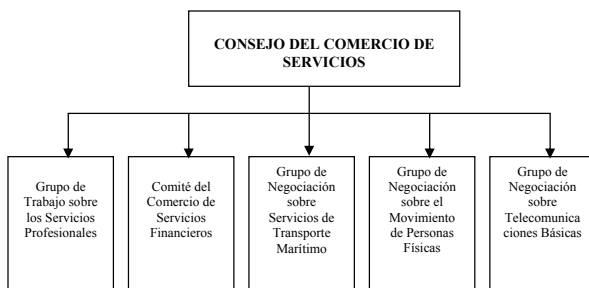 CONSEJO DEL COMERCIO DE
SERVICIOS
Grupo de
Trabajo sobre
los Servicios
Profesionales
Comité del
Comercio de
Servicios
Financieros
Grupo de
Negociación
sobre
Servicios de
Transporte
Marítimo
Grupo de
Negociación
sobre el
Movimiento
de Personas
Físicas
Grupo de
Negociación
sobre
Telecomunica
ciones Básicas